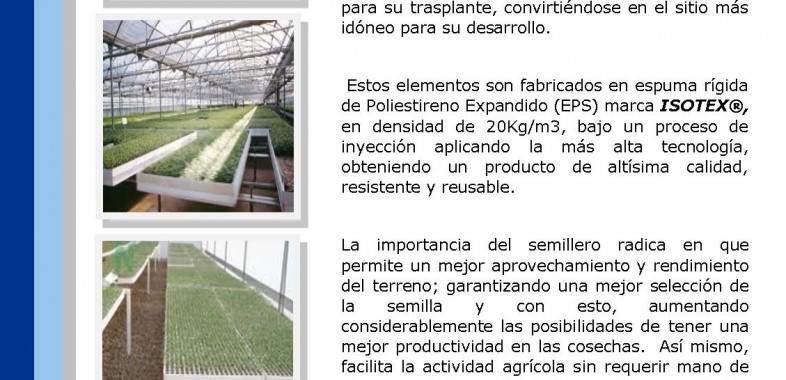 para su trasplante, convirtiéndose en el sitio más
idóneo para su desarrollo.
Estos elementos son fabricados en espuma rígida
de Poliestireno Expandido (EPS) marca ISOTEX®,
en densidad de 20Kg/m3, bajo un proceso de
inyección aplicando la más alta tecnología,
obteniendo un producto de altísima calidad,
resistente y reusable.
La importancia del semillero radica en que
permite un mejor aprovechamiento y rendimiento
del terreno; garantizando una mejor selección de
la semilla y con esto, aumentando
considerablemente las posibilidades de tener una
mejor productividad en las cosechas. Así mismo,
facilita la actividad agrícola sin requerir mano de